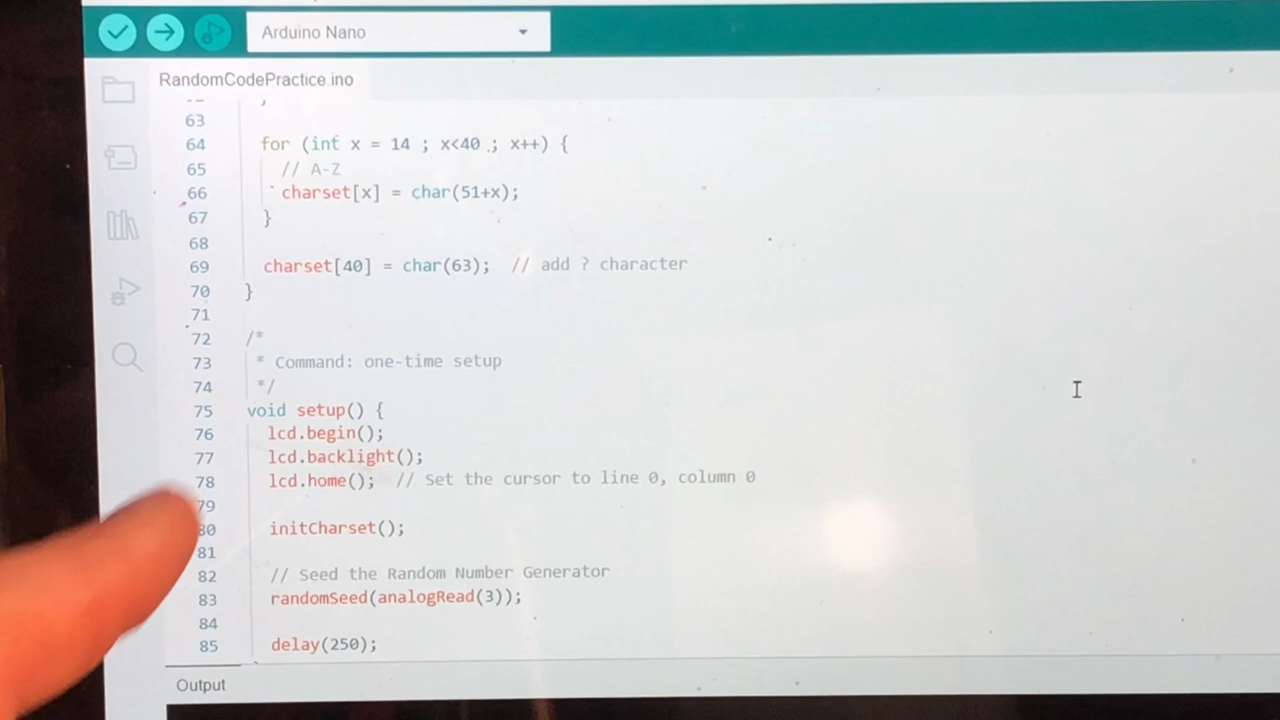 Arduino Nano
RandomCodePractice.ino
63
64 for (int x = 14 ; x<40 ; x++) {
65 // A-Z
66 charset[x] = char(51+x);
67 }
68
69 charset[40] = char(63); // add ? character
70 }
71
72 /*
73 * Command: one-time setup
74 */
75 void setup() {
76 lcd.begin();
77 lcd.backlight();
78 lcd.home(); // Set the cursor to line 0, column 0
79
80 initCharset();
81
82 // Seed the Random Number Generator
83 randomSeed(analogRead(3));
84
85 delay(250);
Output